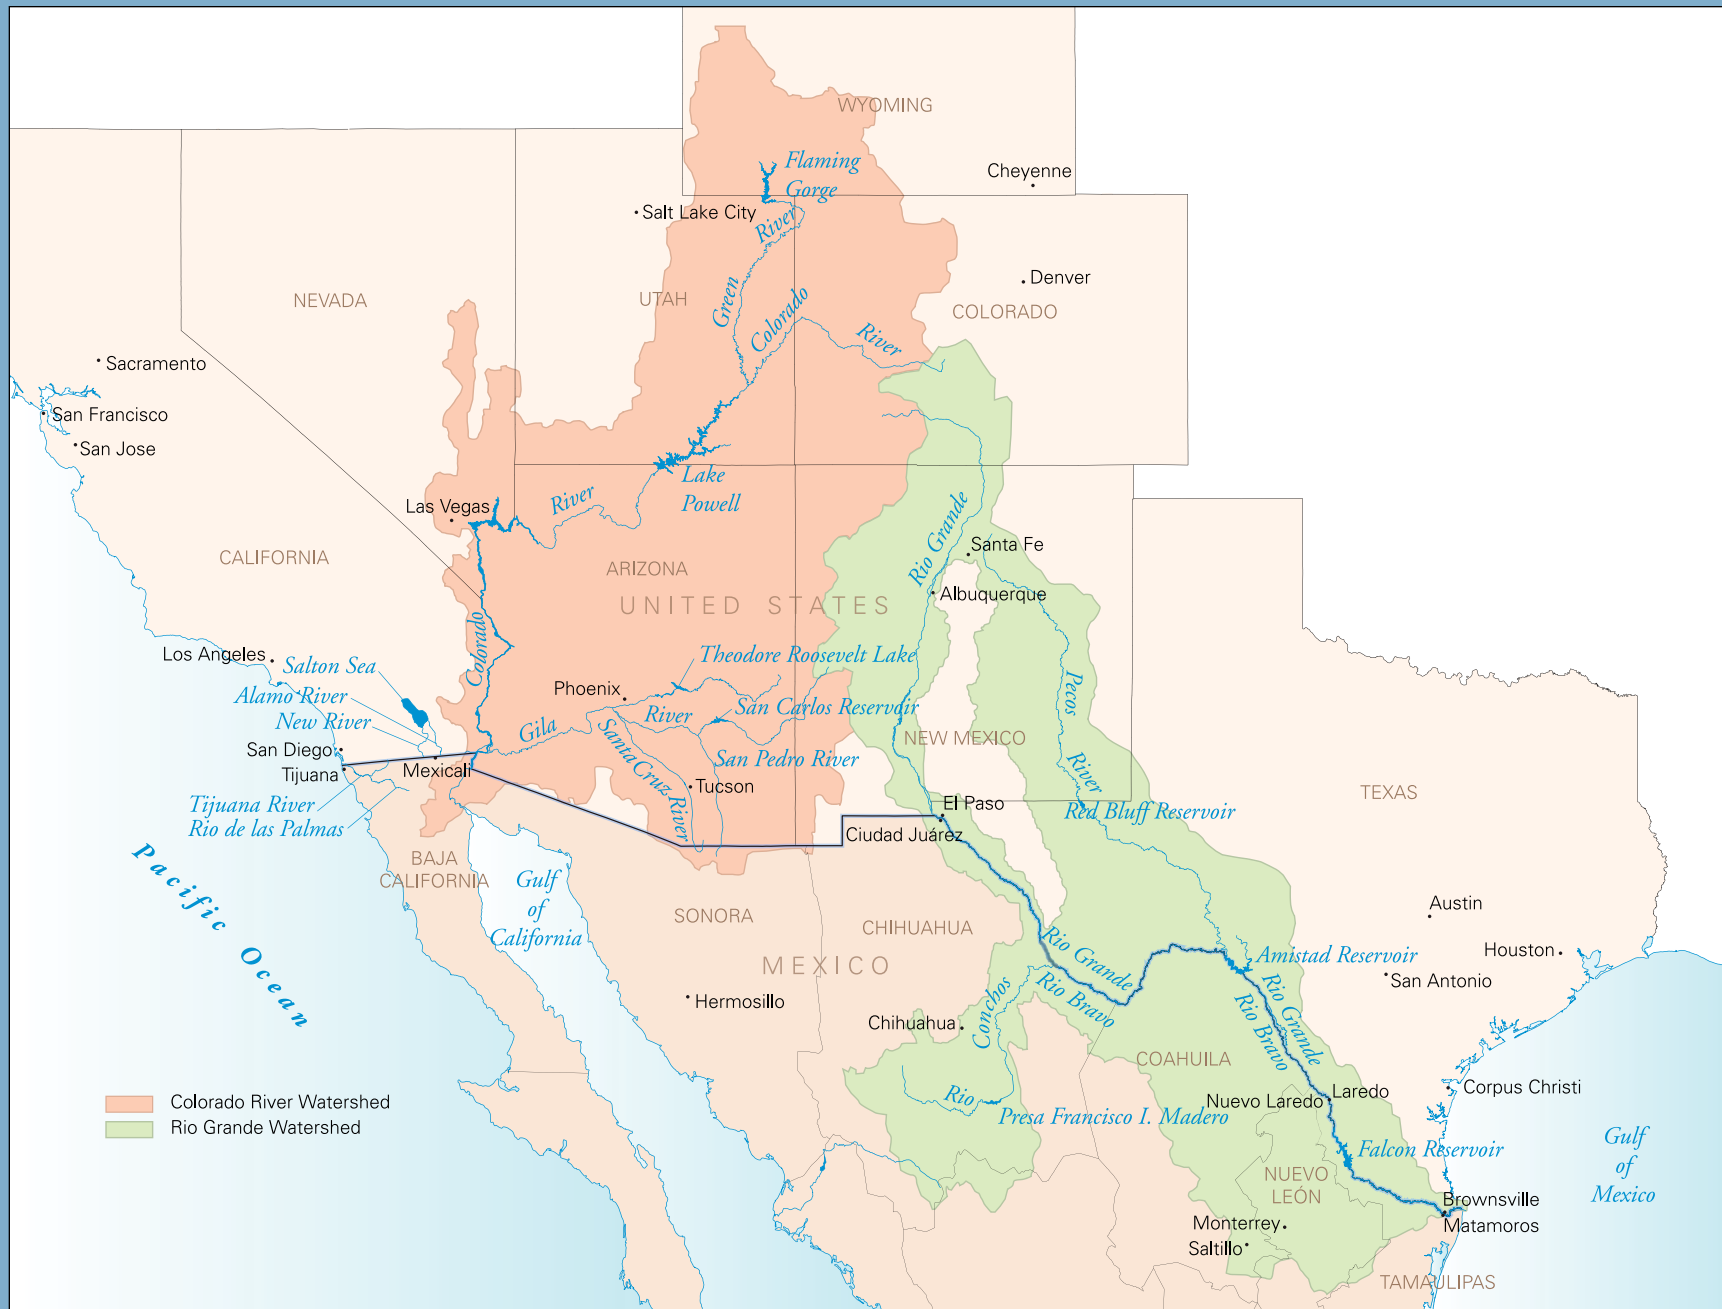 WYOMING
Cheyenne
Flaming
Gorge
Salt Lake City
River
Green
Denver
NEVADA
UTAH
COLORADO
Colorado
River
Sacramento
San Francisco
San Jose
Lake
Powell
River
Las Vegas
Rio Grande
Santa Fe
CALIFORNIA
ARIZONA
UNITED STATES
Albuquerque
Colorado
Los Angeles
Salton Sea
Alamo River
New River
Theodore Roosevelt Lake
Phoenix
San Carlos Reservoir
River
Gila
Santa Cruz River
San Pedro River
Pecos
River
NEW MEXICO
San Diego
Tijuana
Mexicali
Tucson
Tijuana River
Rio de las Palmas
El Paso
Ciudad Juárez
Red Bluff Reservoir
TEXAS
Pacific Ocean
BAJA
CALIFORNIA
Gulf
of
California
SONORA
CHIHUAHUA
MEXICO
Austin
Houston
Rio Grande
Rio Bravo
Amistad Reservoir
San Antonio
Hermosillo
Chihuahua
Conchos
Rio Grande
Rio Bravo
COAHUILA
Rio
Presa Francisco I. Madero
Nuevo Laredo
Laredo
Corpus Christi
Colorado River Watershed
Rio Grande Watershed
Falcon Reservoir
Gulf
of
Mexico
NUEVO
LEÓN
Brownsville
Matamoros
Monterrey
Saltillo
TAMAULIPAS